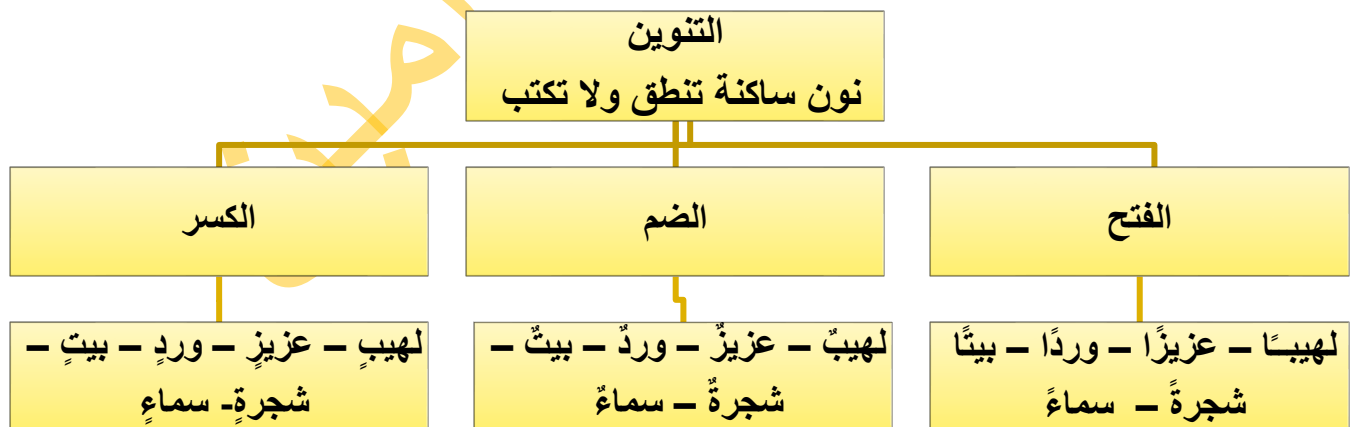 التنوين
نون ساكنة تنطق ولا تكتب
الفتح
الضم
الكسر
لهيبــًا – عزيزًا – وردًا – بيتًا
شجرةً – سماءً
لهيبٌ – عزيزٌ – وردٌ – بيتٌ –
شجرةٌ – سماءٌ
لهيبٍ – عزيزٍ – وردٍ – بيتٍ –
شجرةٍ- سماءٍ